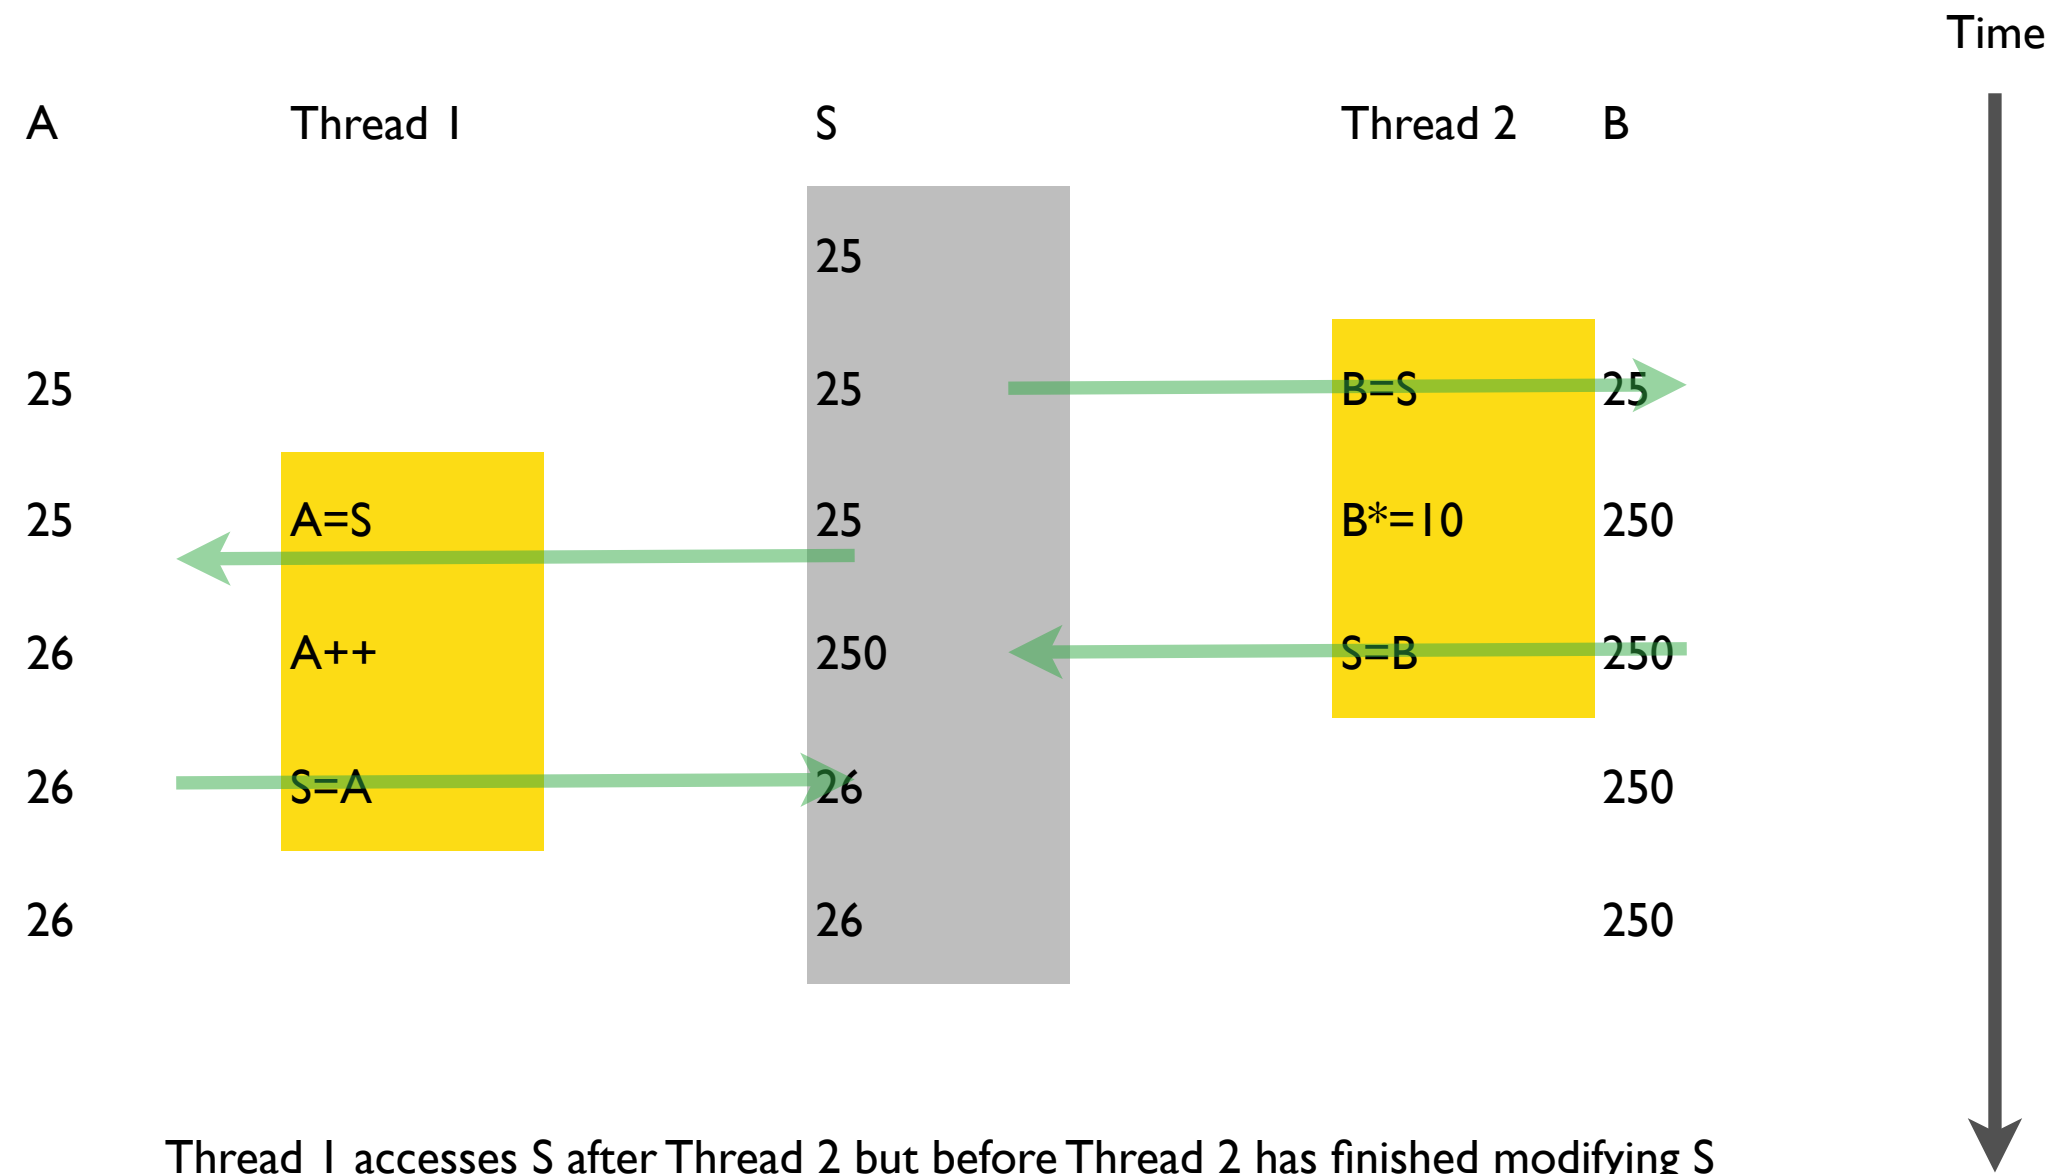 Time
A Thread 1 S Thread 2 B
25
25 25 B=S 25
25 A=S 25 B*=10 250
26 A++ 250 S=B 250
26 S=A 26 250
26 26 250
Thread 1 accesses S after Thread 2 but before Thread 2 has finished modifying S